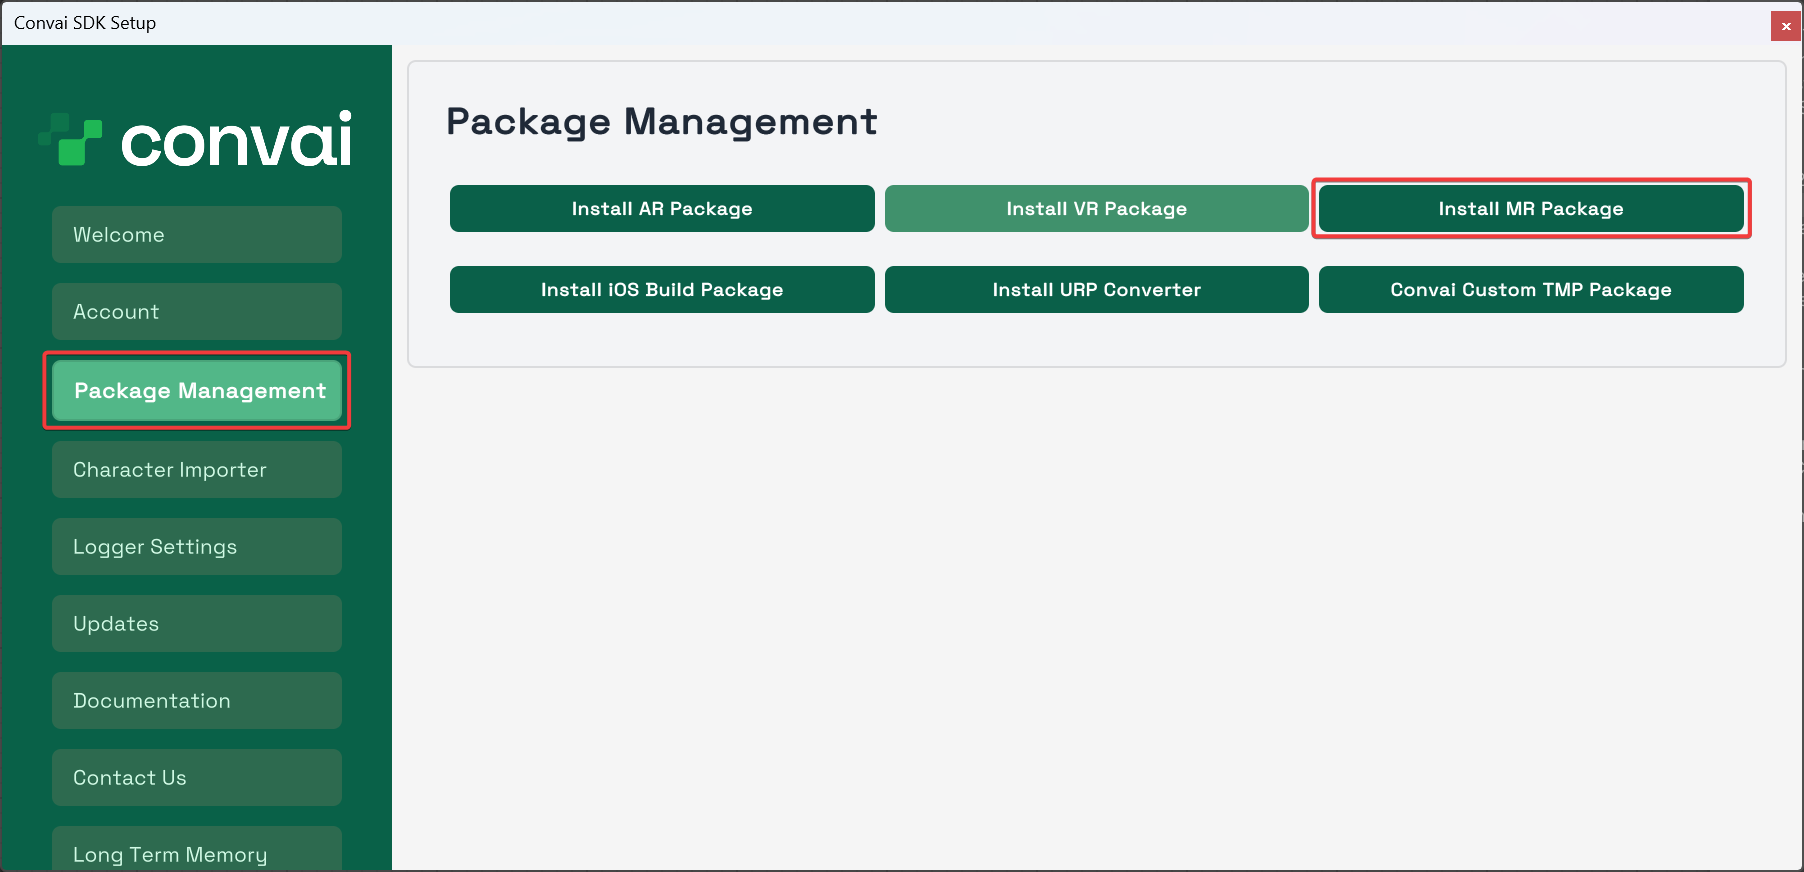 Convai SDK Setup
×
convai
Welcome
Account
Package Management
Character Importer
Logger Settings
Updates
Documentation
Contact Us
Long Term Memory
Package Management
Install AR Package
Install VR Package
Install MR Package
Install iOS Build Package
Install URP Converter
Convai Custom TMP Package